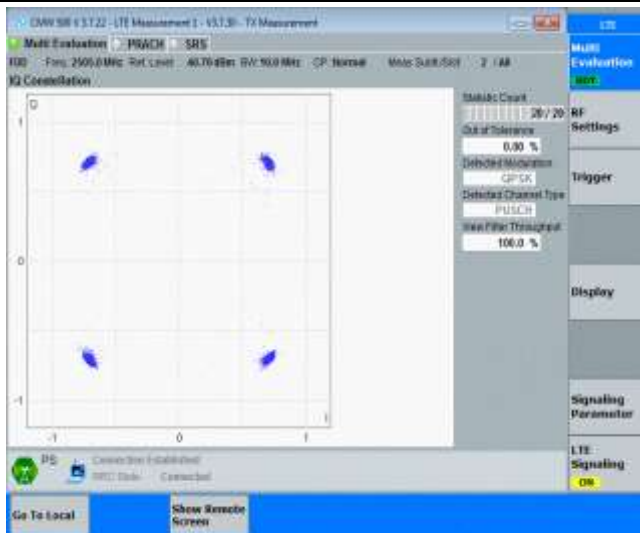 CMW 500 V 3.7.22 - LTE Measurement 1 - V3.7.30 - TX Measurement
LTE
Multi Evaluation PRACH SRS
Multi
Evaluation
RDY
FDD Freq: 2505.0 MHz Ref. Level: 40.70 dBm BW: 10.0 MHz CP: Normal Meas Subfr./Slot 2 / All
IQ Constellation
Q
Statistic Count
20 / 20
Out of Tolerance
0.00 %
Detected Modulation
QPSK
Detected Channel Type
PUSCH
View Filter Throughput
100.0 %
RF
Settings
Trigger
Display
Signaling
Parameter
LTE
Signaling
ON
1
0
-1
-1 0 1
I
PS
Connection Established
RRC State Connected
Go To Local
Show Remote
Screen